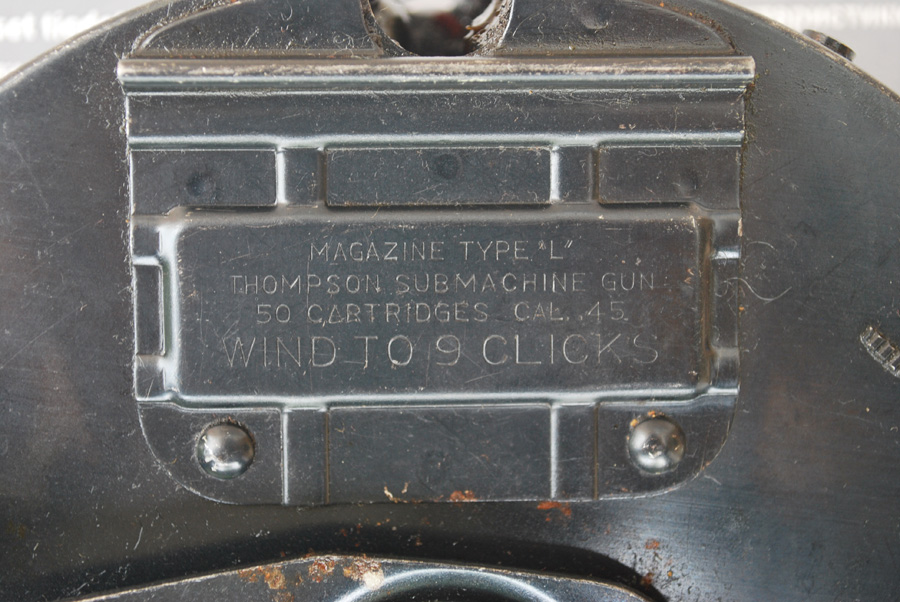 MAGAZINE TYPE "L"
THOMPSON SUBMACHINE GUN
50 CARTRIDGES CAL. .45
WIND TO 9 CLICKS